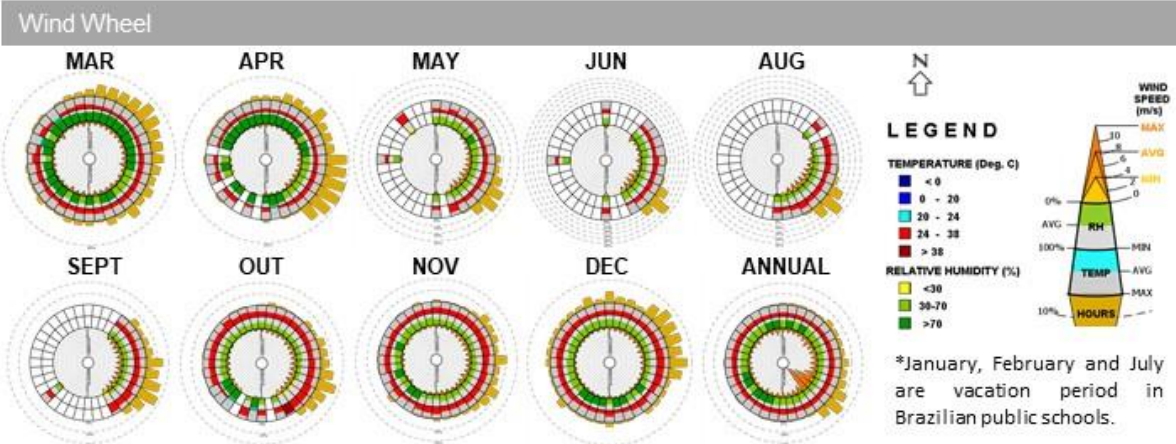 Wind Wheel
MAR
APR
MAY
JUN
AUG
SEPT
OUT
NOV
DEC
ANNUAL
N
LEGEND
TEMPERATURE (Deg. C)
< 0
0 - 20
20 - 24
24 - 38
> 38
RELATIVE HUMIDITY (%)
<30
30-70
>70
WIND
SPEED
(m/s)
MAX
10
8
AVG
6
4
MIN
2
0
0%
AVG
RH
100%
MIN
TEMP
AVG
MAX
10%
HOURS
*January, February and July
are vacation period in
Brazilian public schools.